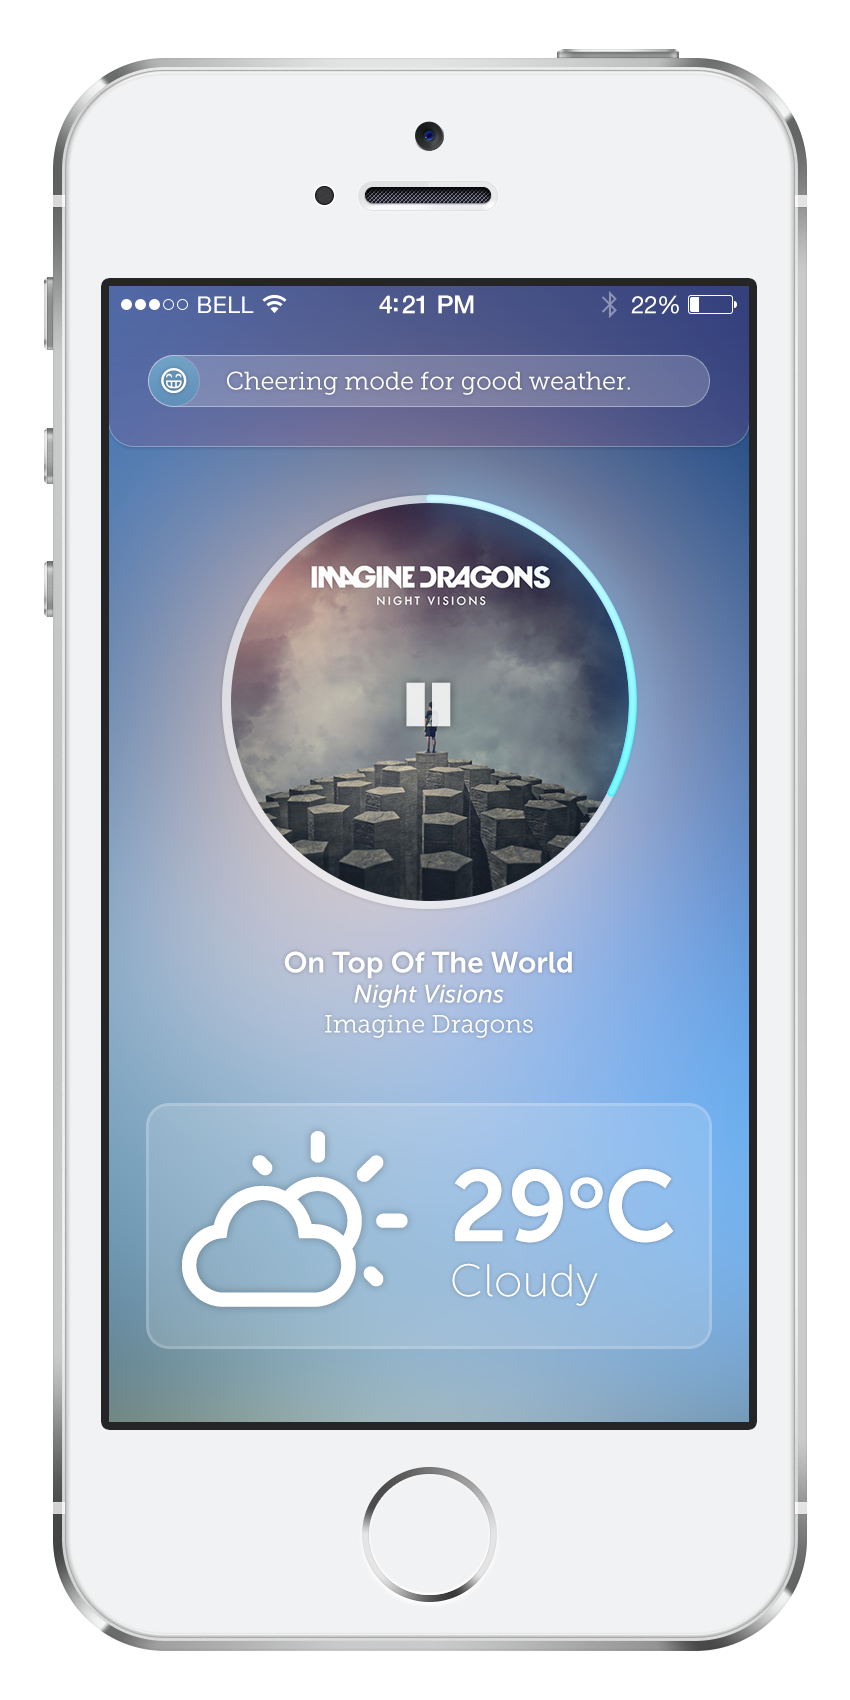 BELL 4:21 PM 22%
Cheering mode for good weather.
IMAGINE DRAGONS
NIGHT VISIONS
On Top Of The World
Night Visions
Imagine Dragons
29°C
Cloudy